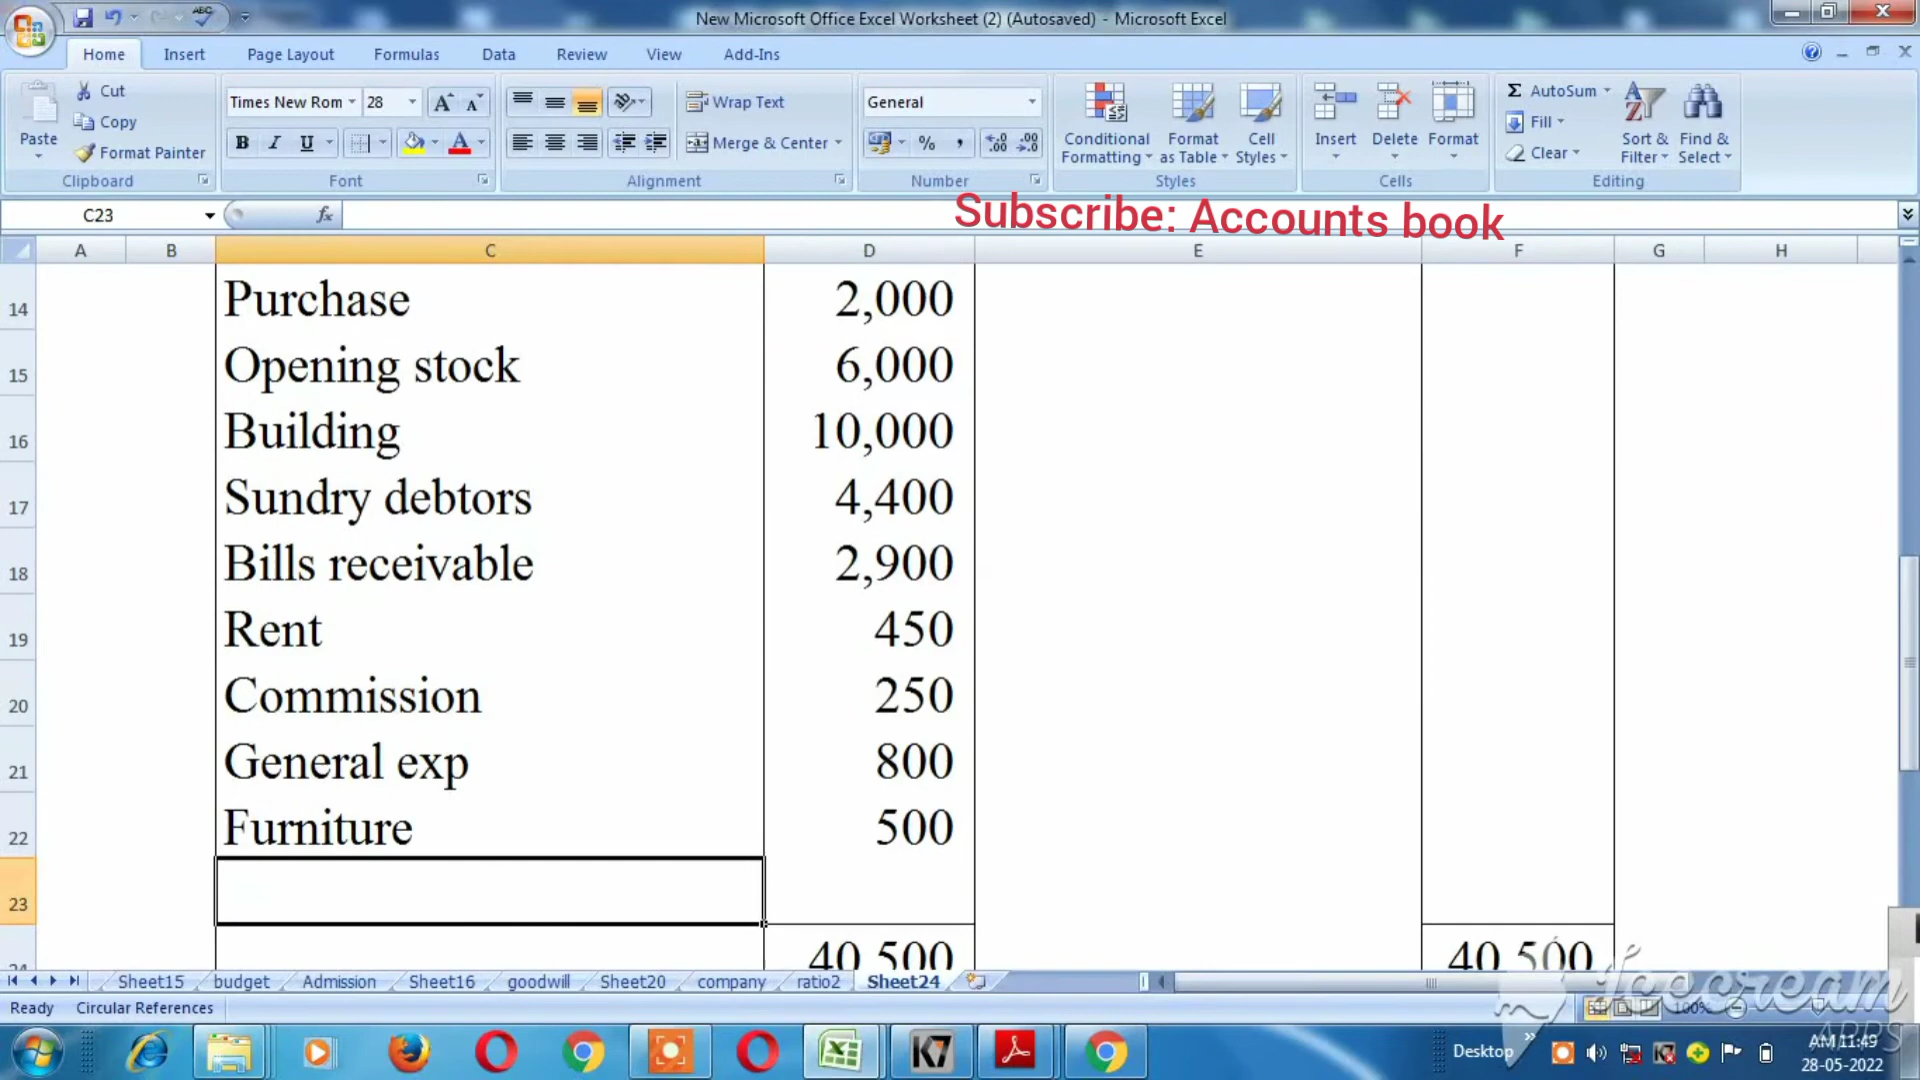 New Microsoft Office Excel Worksheet (2) (Autosaved) - Microsoft Excel
Home Insert Page Layout Formulas Data Review View Add-Ins
Cut
Copy
Format Painter
Paste
Clipboard
Times New Rom 28
B I U
Font
Wrap Text
Merge & Center
Alignment
General
%
Number
Conditional Formatting
Format as Table
Cell Styles
Styles
Insert Delete Format
Cells
AutoSum
Fill
Clear
Sort & Filter
Find & Select
Editing
C23 fx
Subscribe: Accounts book
A B C D E F G H
14 Purchase 2,000
15 Opening stock 6,000
16 Building 10,000
17 Sundry debtors 4,400
18 Bills receivable 2,900
19 Rent 450
20 Commission 250
21 General exp 800
22 Furniture 500
23
24 40,500 40,500
Sheet15 budget Admission Sheet16 goodwill Sheet20 company ratio2 Sheet24
Ready Circular References 100%
Icecream
APPS
K7 Desktop AM 11:49
28-05-2022